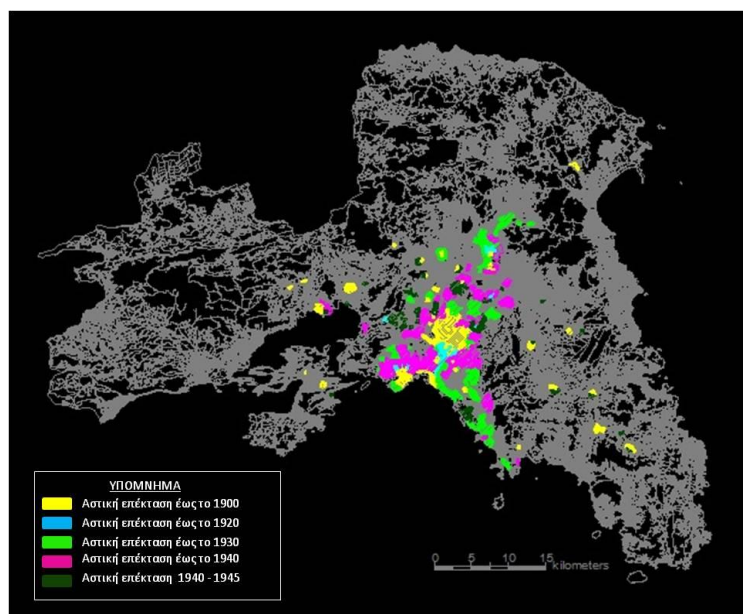 ΥΠΟΜΝΗΜΑ
Αστική επέκταση έως το 1900
Αστική επέκταση έως το 1920
Αστική επέκταση έως το 1930
Αστική επέκταση έως το 1940
Αστική επέκταση 1940 - 1945
0 5 10 15
kilometers